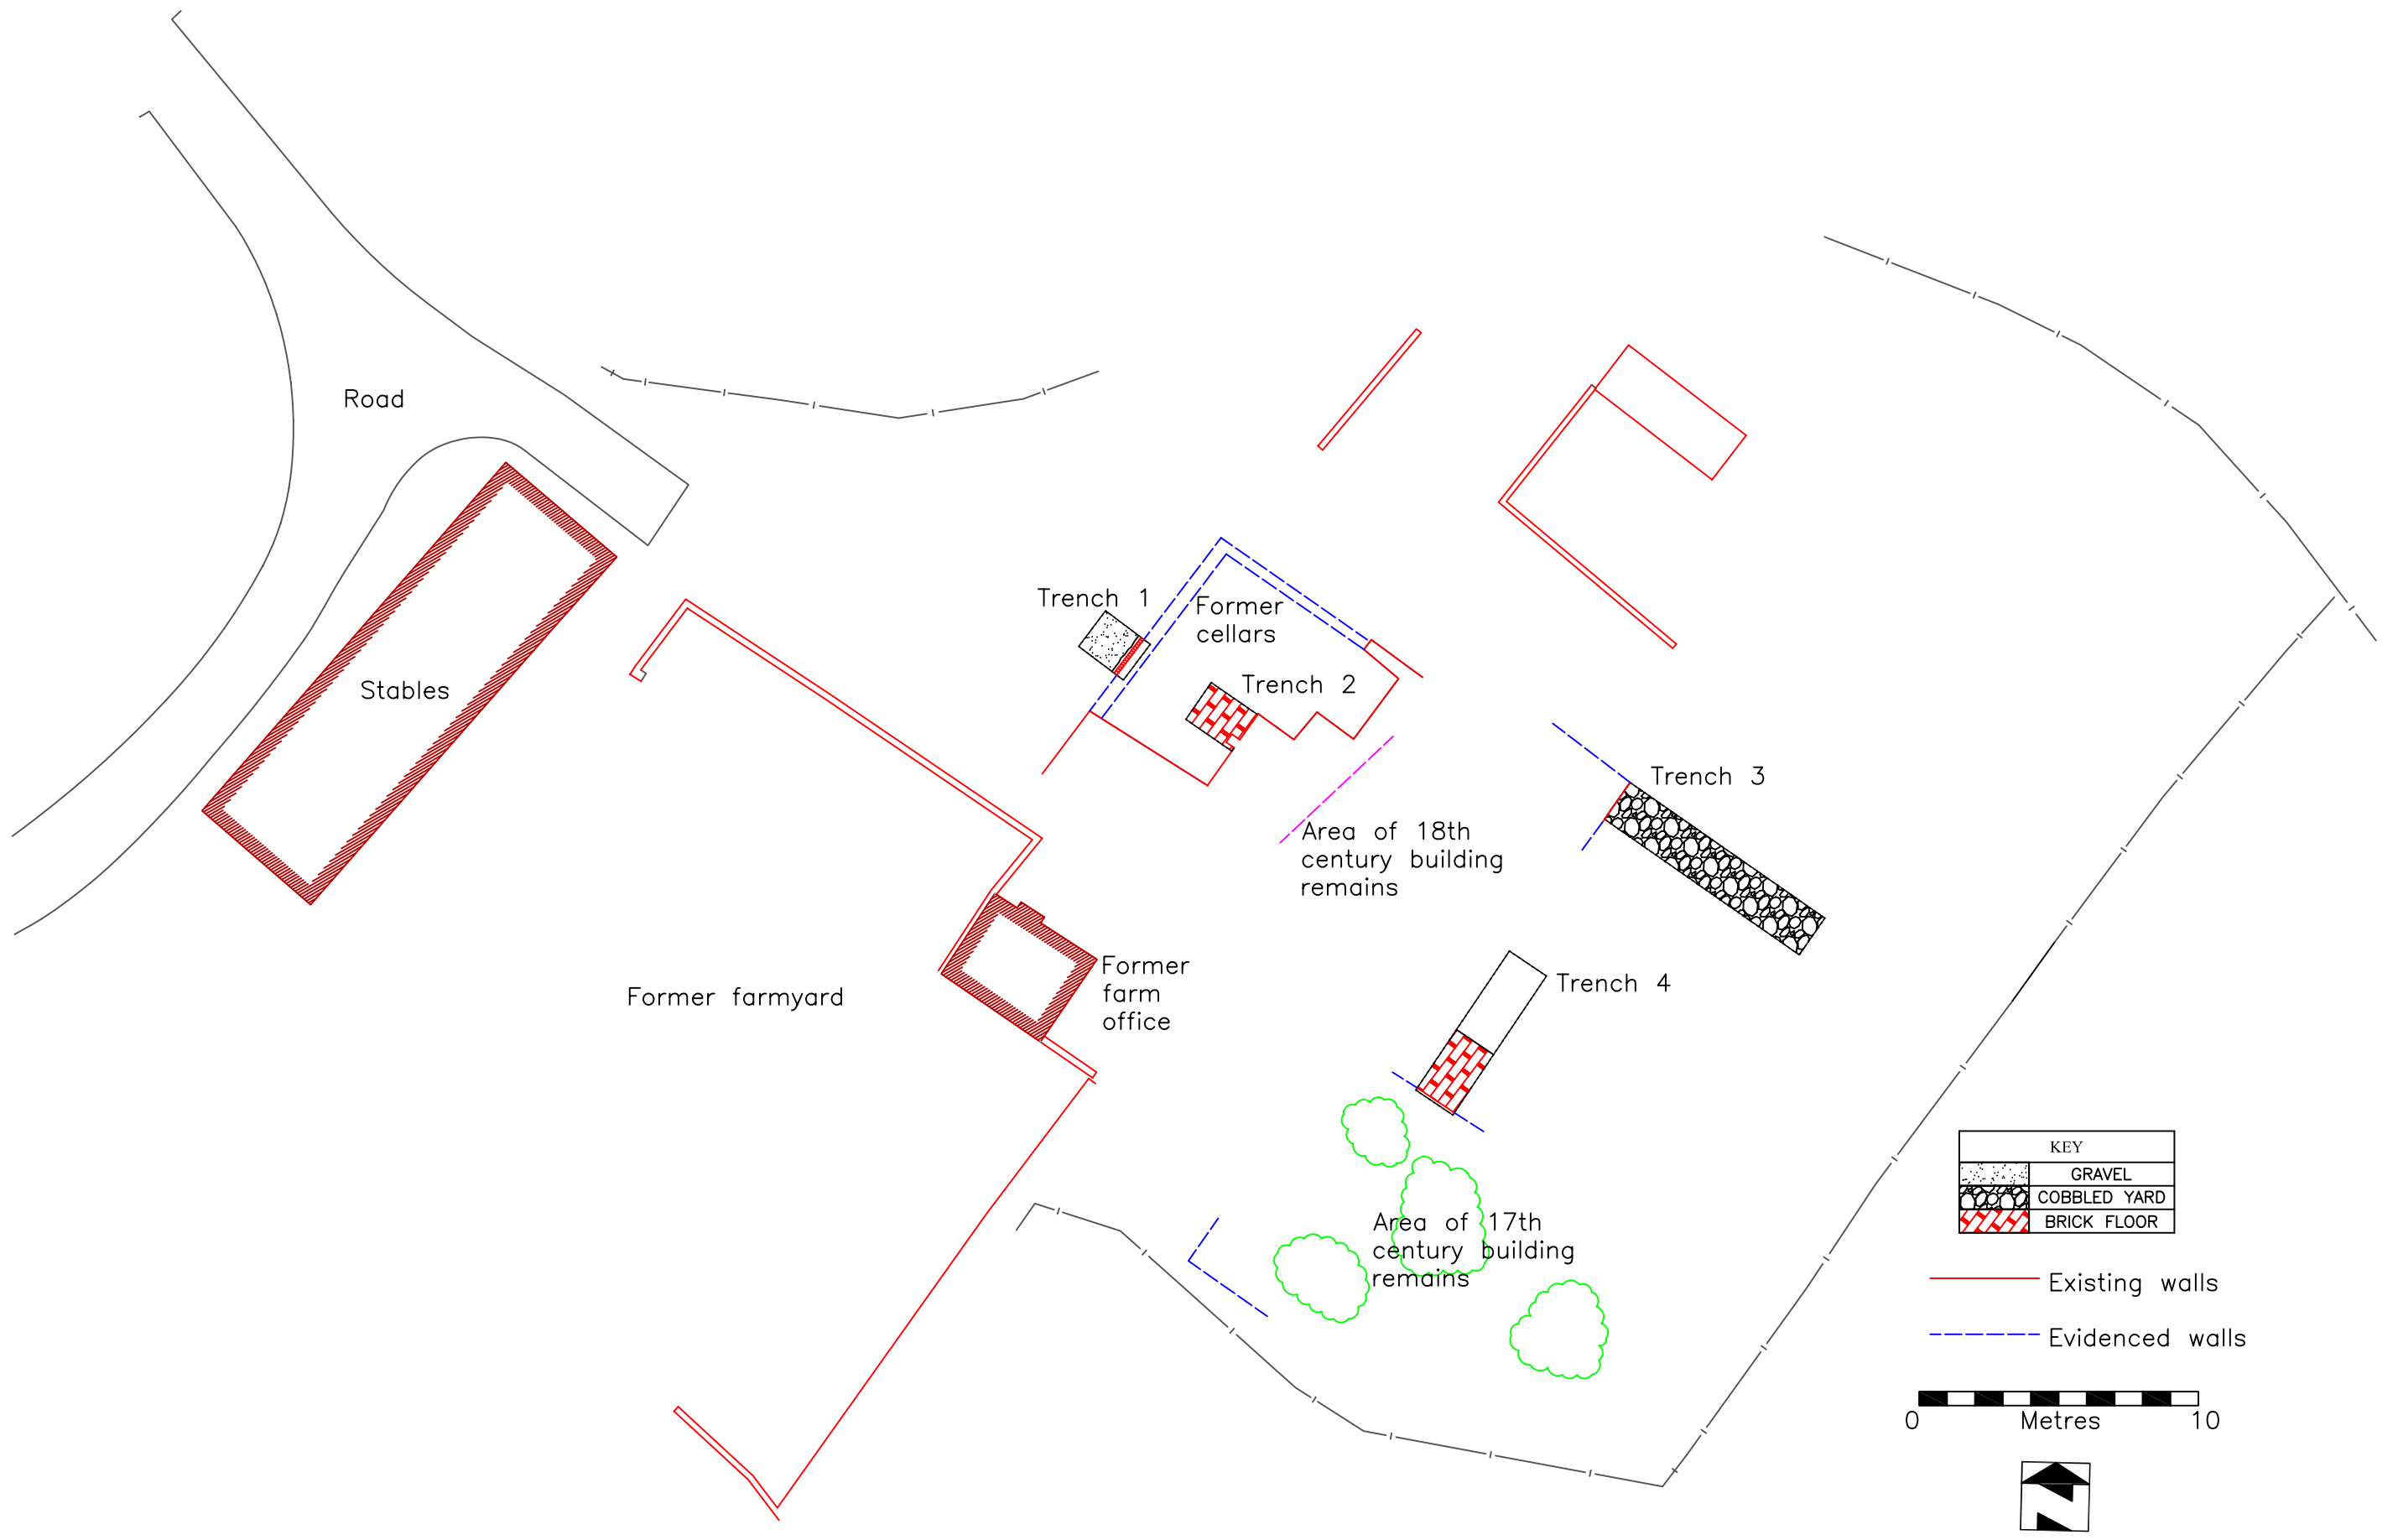 Road
Trench 1
Former
cellars
Stables
Trench 2
Trench 3
Area of 18th
century building
remains
Former
farm
office
Trench 4
Former farmyard
KEY
GRAVEL
COBBLED YARD
BRICK FLOOR
Area of 17th
century building
remains
Existing walls
Evidenced walls
0 Metres 10
N